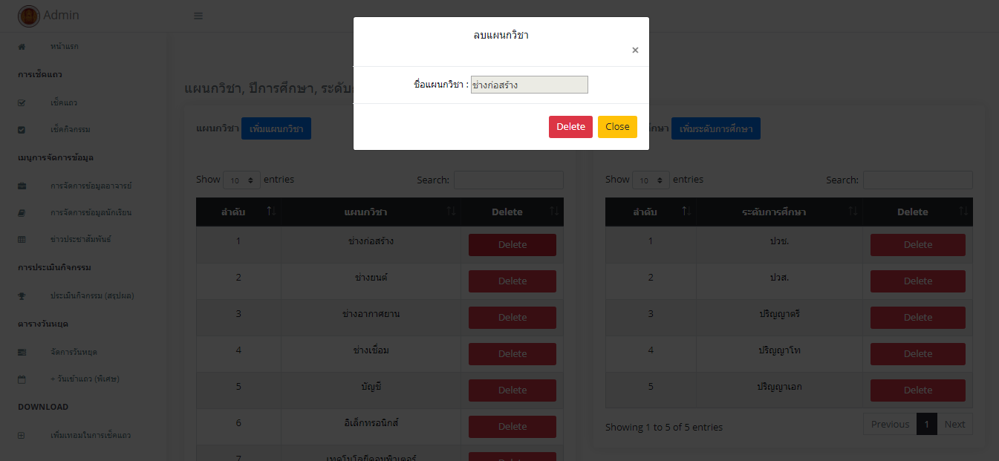 Admin
หน้าแรก
การเช็คแถว
เช็คแถว
เช็คกิจกรรม
เมนูการจัดการข้อมูล
การจัดการข้อมูลอาจารย์
การจัดการข้อมูลนักเรียน
ข่าวประชาสัมพันธ์
การประเมินกิจกรรม
ประเมินกิจกรรม (สรุปผล)
ตารางวันหยุด
จัดการวันหยุด
+ วันเข้าแถว (พิเศษ)
DOWNLOAD
เพิ่มเทอมในการเช็คแถว
ลบแผนกวิชา
×
ชื่อแผนกวิชา : ช่างก่อสร้าง
Delete Close
แผนกวิชา, ปีการศึกษา, ระดับ
แผนกวิชา เพิ่มแผนกวิชา
Show 10 entries Search:
ลำดับ แผนกวิชา Delete
1 ช่างก่อสร้าง Delete
2 ช่างยนต์ Delete
3 ช่างอากาศยาน Delete
4 ช่างเชื่อม Delete
5 บัญชี Delete
6 อิเล็กทรอนิกส์ Delete
7 เทคโนโลยีคอมพิวเตอร์ Delete
กษา เพิ่มระดับการศึกษา
Show 10 entries Search:
ลำดับ ระดับการศึกษา Delete
1 ปวช. Delete
2 ปวส. Delete
3 ปริญญาตรี Delete
4 ปริญญาโท Delete
5 ปริญญาเอก Delete
Showing 1 to 5 of 5 entries Previous 1 Next